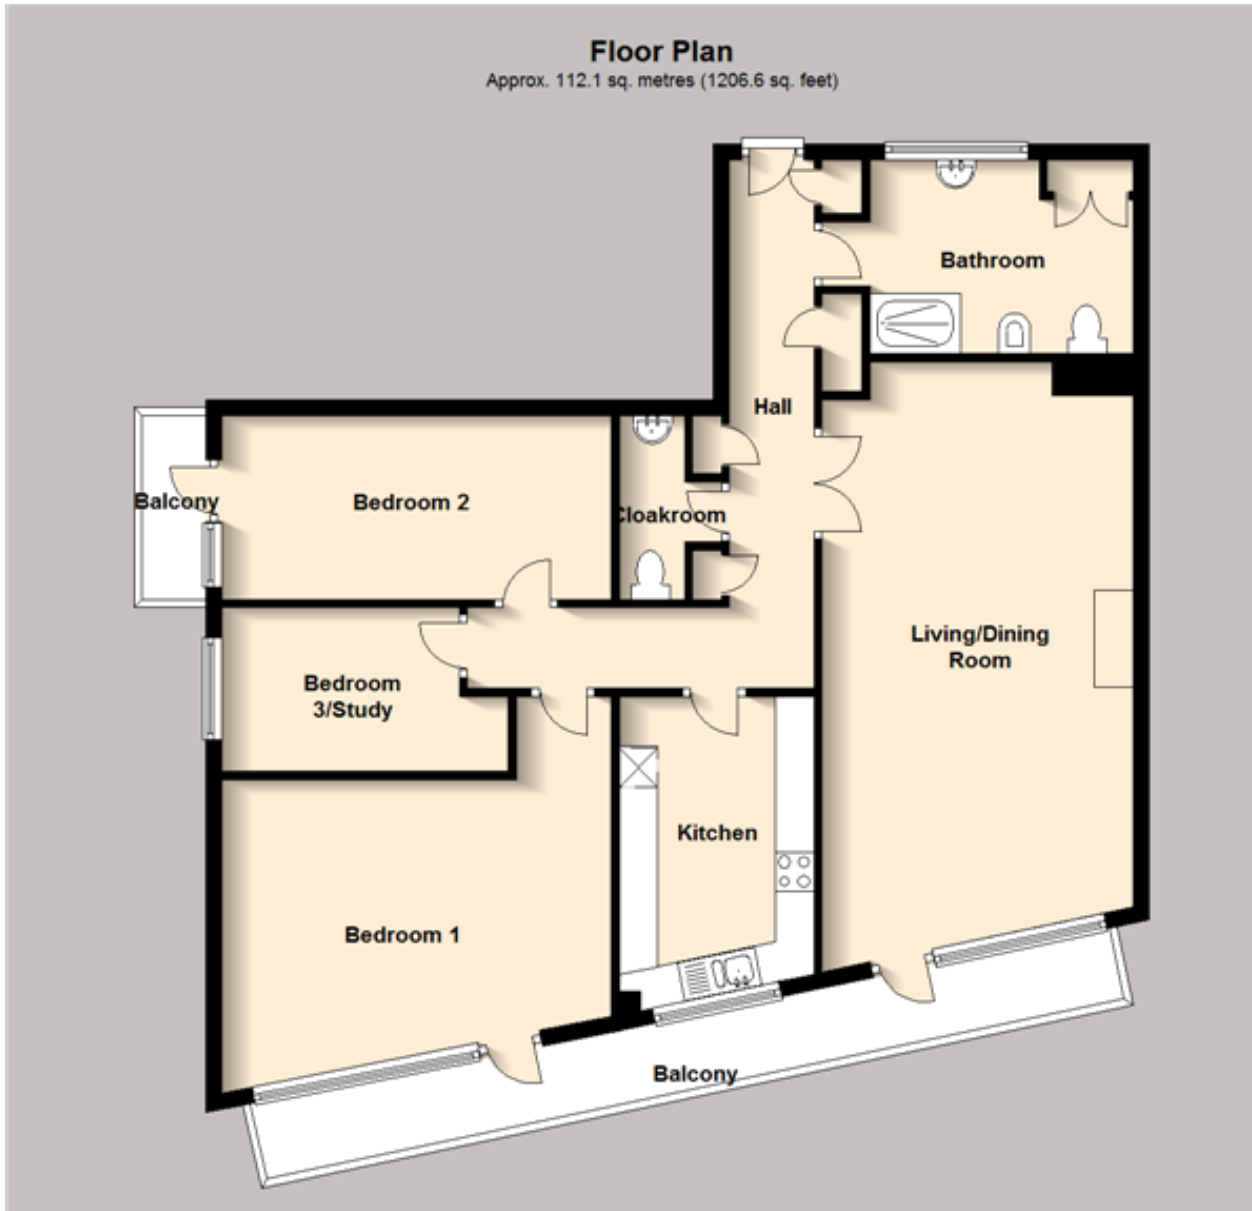 Floor Plan
Approx. 112.1 sq. metres (1206.6 sq. feet)
Bathroom
Hall
Balcony
Bedroom 2
Cloakroom
Living/Dining
Room
Bedroom
3/Study
Kitchen
Bedroom 1
Balcony